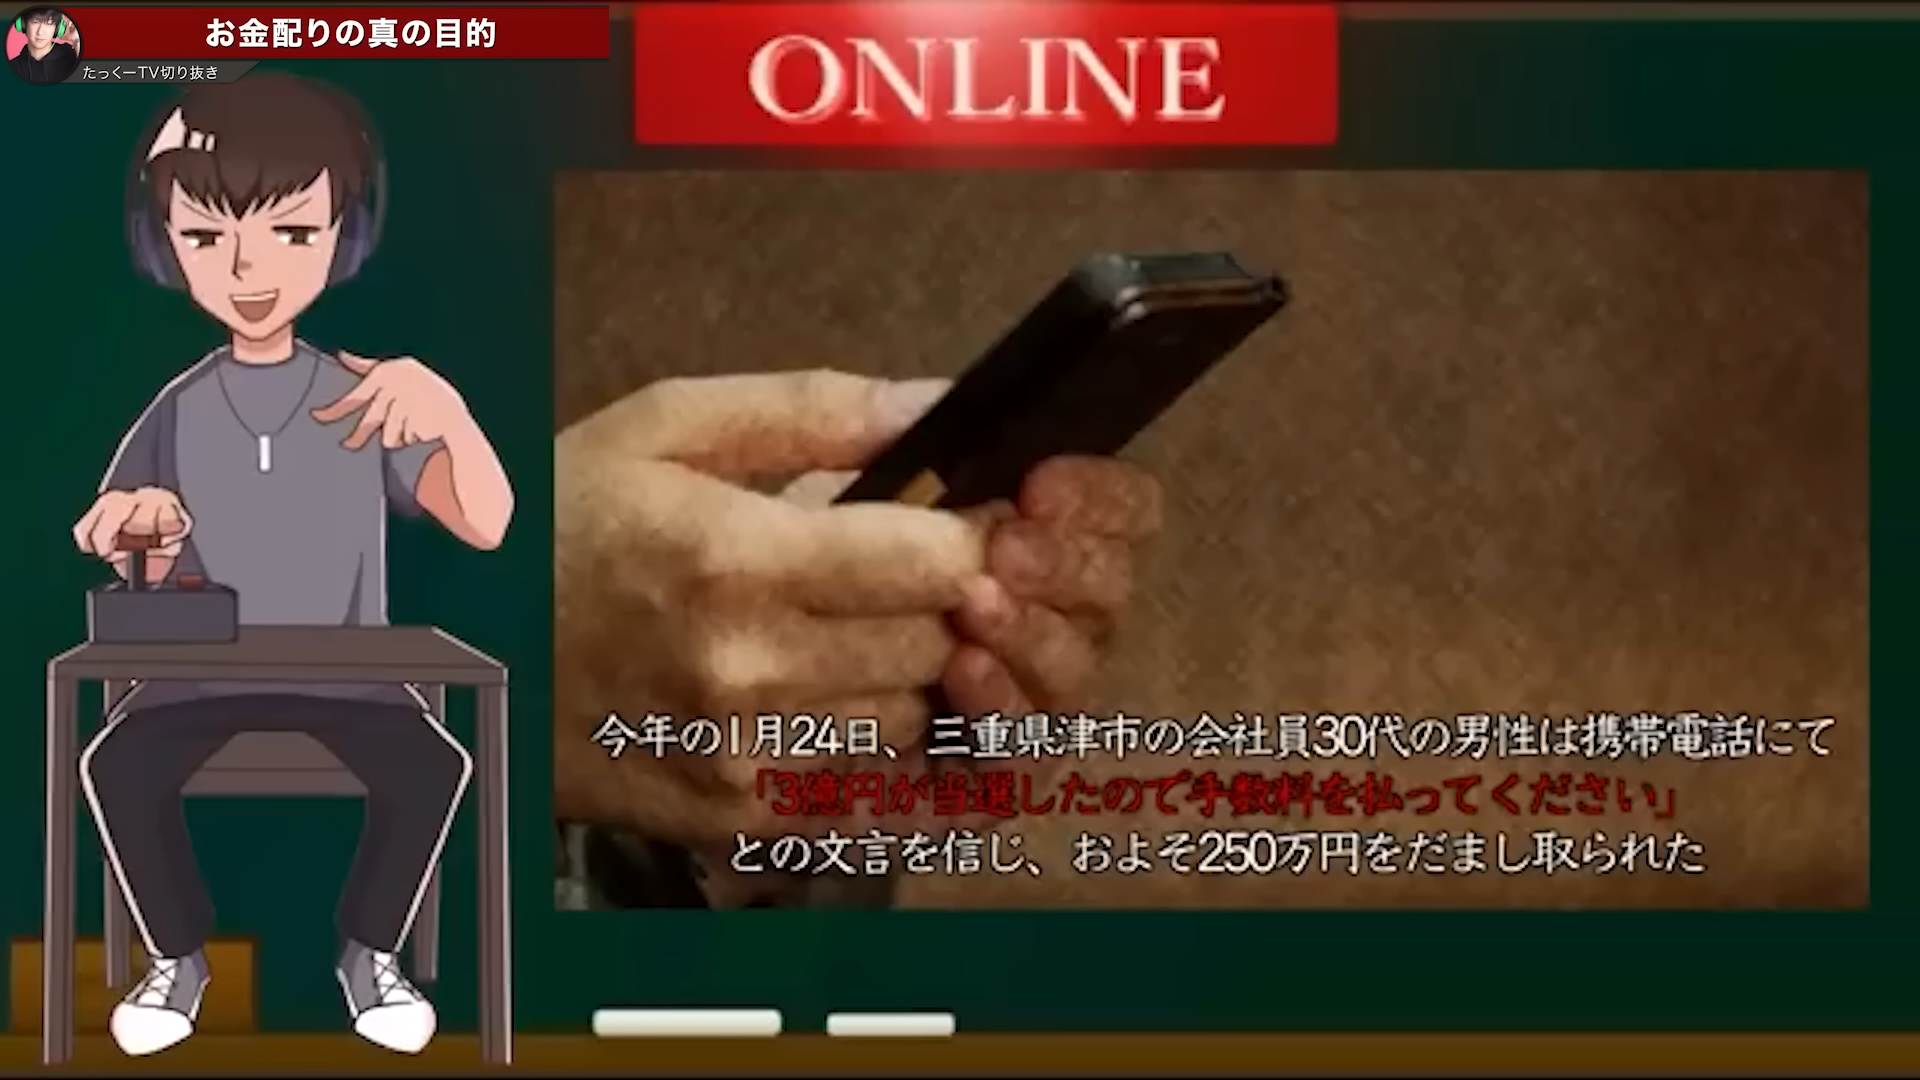 お金配りの真の目的
たっくーTV切り抜き
ONLINE
今年の1月24日、三重県津市の会社員30代の男性は携帯電話にて
「3億円が当選したので手数料を払ってください」
との文言を信じ、およそ250万円をだまし取られた